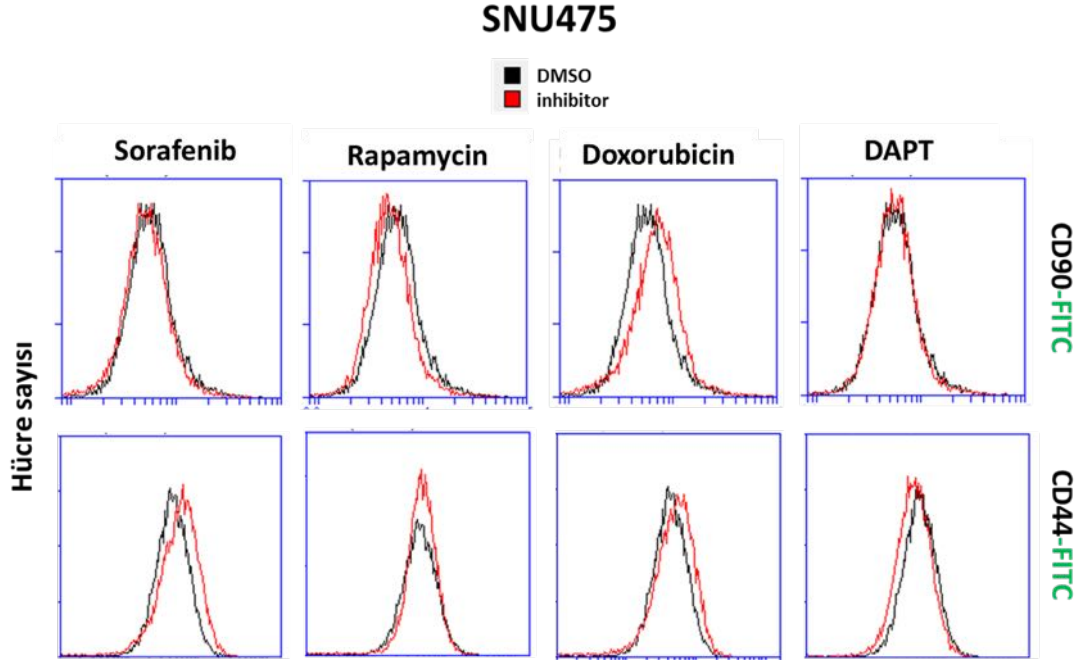 SNU475
DMSO
inhibitor
Sorafenib
Rapamycin
Doxorubicin
DAPT
CD90-FITC
Hücre sayısı
CD44-FITC